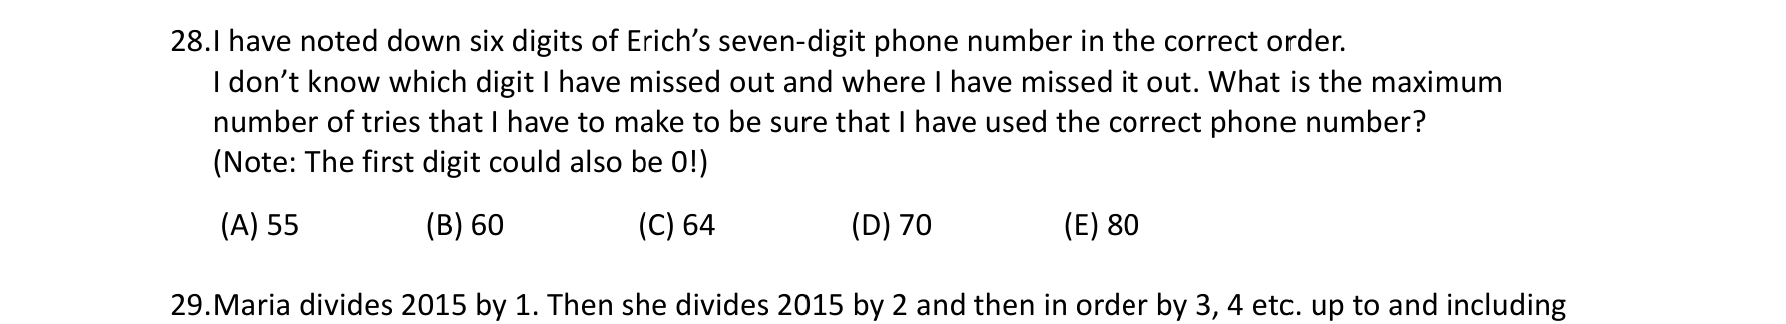 28.I have noted down six digits of Erich’s seven-digit phone number in the correct order.
I don’t know which digit I have missed out and where I have missed it out. What is the maximum
number of tries that I have to make to be sure that I have used the correct phone number?
(Note: The first digit could also be 0!)
(A) 55 (B) 60 (C) 64 (D) 70 (E) 80
29.Maria divides 2015 by 1. Then she divides 2015 by 2 and then in order by 3, 4 etc. up to and including